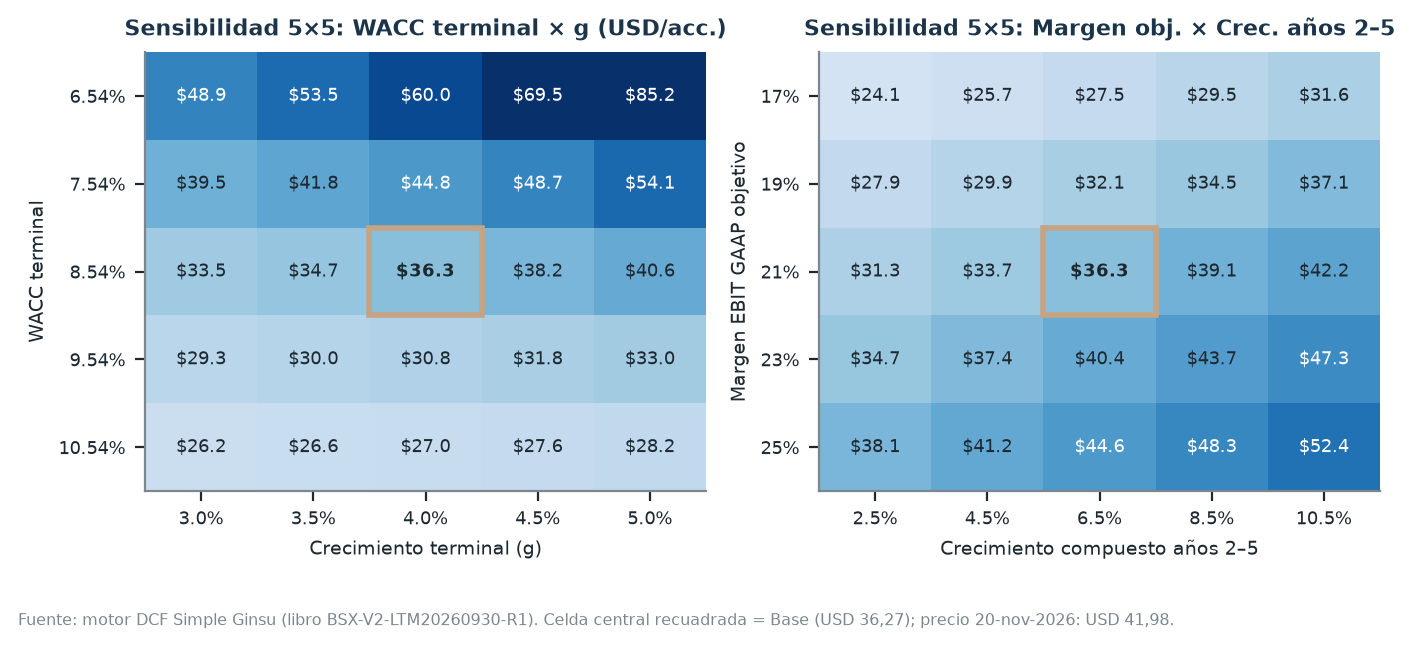 Sensibilidad 5×5: WACC terminal × g (USD/acc.)
WACC terminal
6.54% $48.9 $53.5 $60.0 $69.5 $85.2
7.54% $39.5 $41.8 $44.8 $48.7 $54.1
8.54% $33.5 $34.7 $36.3 $38.2 $40.6
9.54% $29.3 $30.0 $30.8 $31.8 $33.0
10.54% $26.2 $26.6 $27.0 $27.6 $28.2
3.0% 3.5% 4.0% 4.5% 5.0%
Crecimiento terminal (g)
Sensibilidad 5×5: Margen obj. × Crec. años 2–5
Margen EBIT GAAP objetivo
17% $24.1 $25.7 $27.5 $29.5 $31.6
19% $27.9 $29.9 $32.1 $34.5 $37.1
21% $31.3 $33.7 $36.3 $39.1 $42.2
23% $34.7 $37.4 $40.4 $43.7 $47.3
25% $38.1 $41.2 $44.6 $48.3 $52.4
2.5% 4.5% 6.5% 8.5% 10.5%
Crecimiento compuesto años 2–5
Fuente: motor DCF Simple Ginsu (libro BSX-V2-LTM20260930-R1). Celda central recuadrada = Base (USD 36,27); precio 20-nov-2026: USD 41,98.